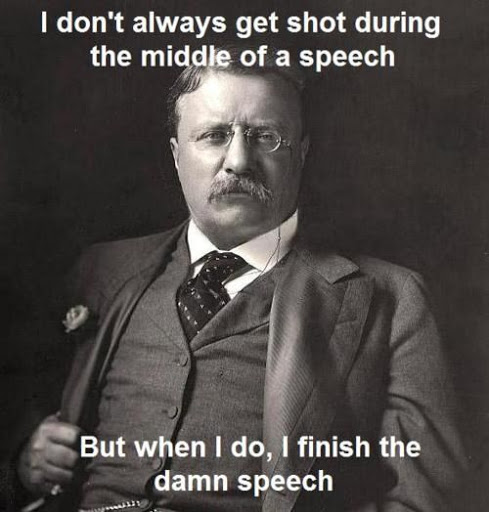 I don't always get shot during
the middle of a speech
But when I do, I finish the
damn speech